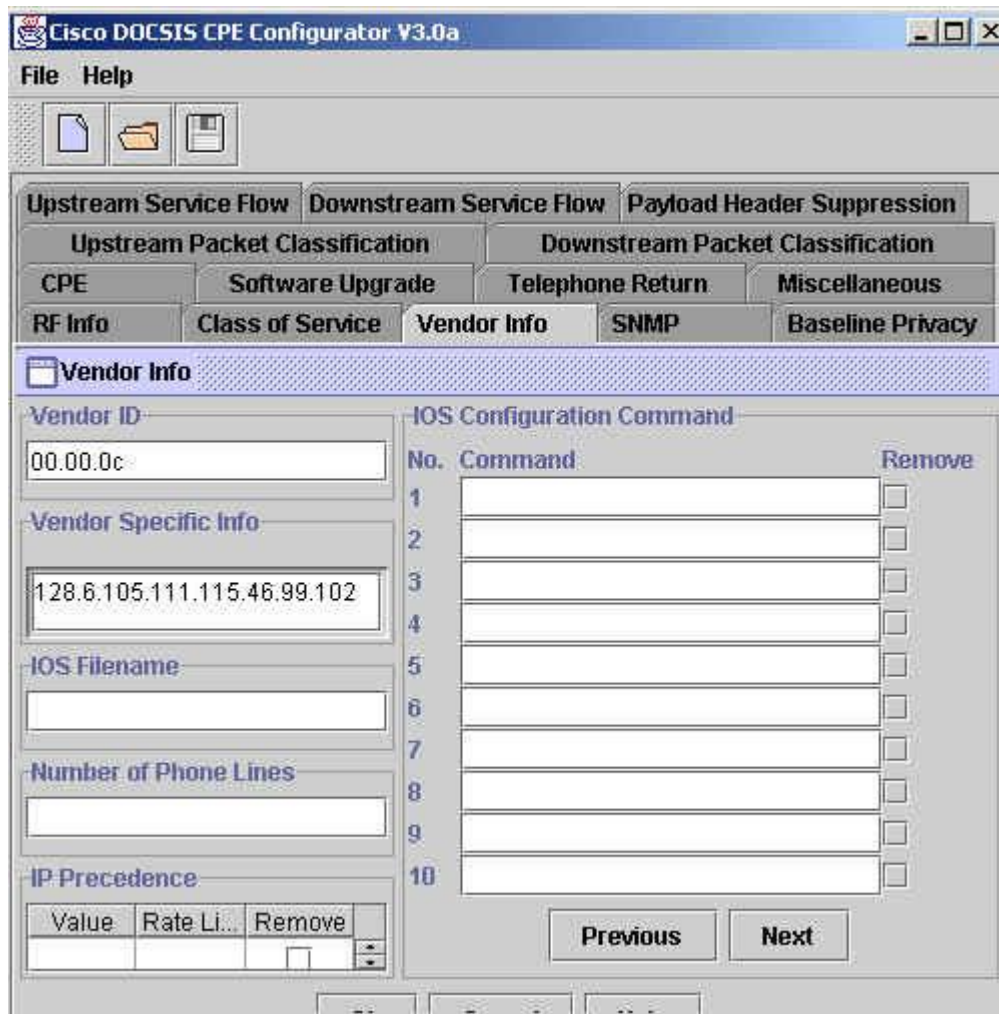 Cisco DOCSIS CPE Configurator V3.0a
File Help
Upstream Service Flow Downstream Service Flow Payload Header Suppression
Upstream Packet Classification Downstream Packet Classification
CPE Software Upgrade Telephone Return Miscellaneous
RF Info Class of Service Vendor Info SNMP Baseline Privacy
Vendor Info
Vendor ID
00.00.0c
Vendor Specific Info
128.6.105.111.115.46.99.102
IOS Filename
Number of Phone Lines
IP Precedence
Value Rate Li... Remove
IOS Configuration Command
No. Command Remove
1
2
3
4
5
6
7
8
9
10
Previous Next